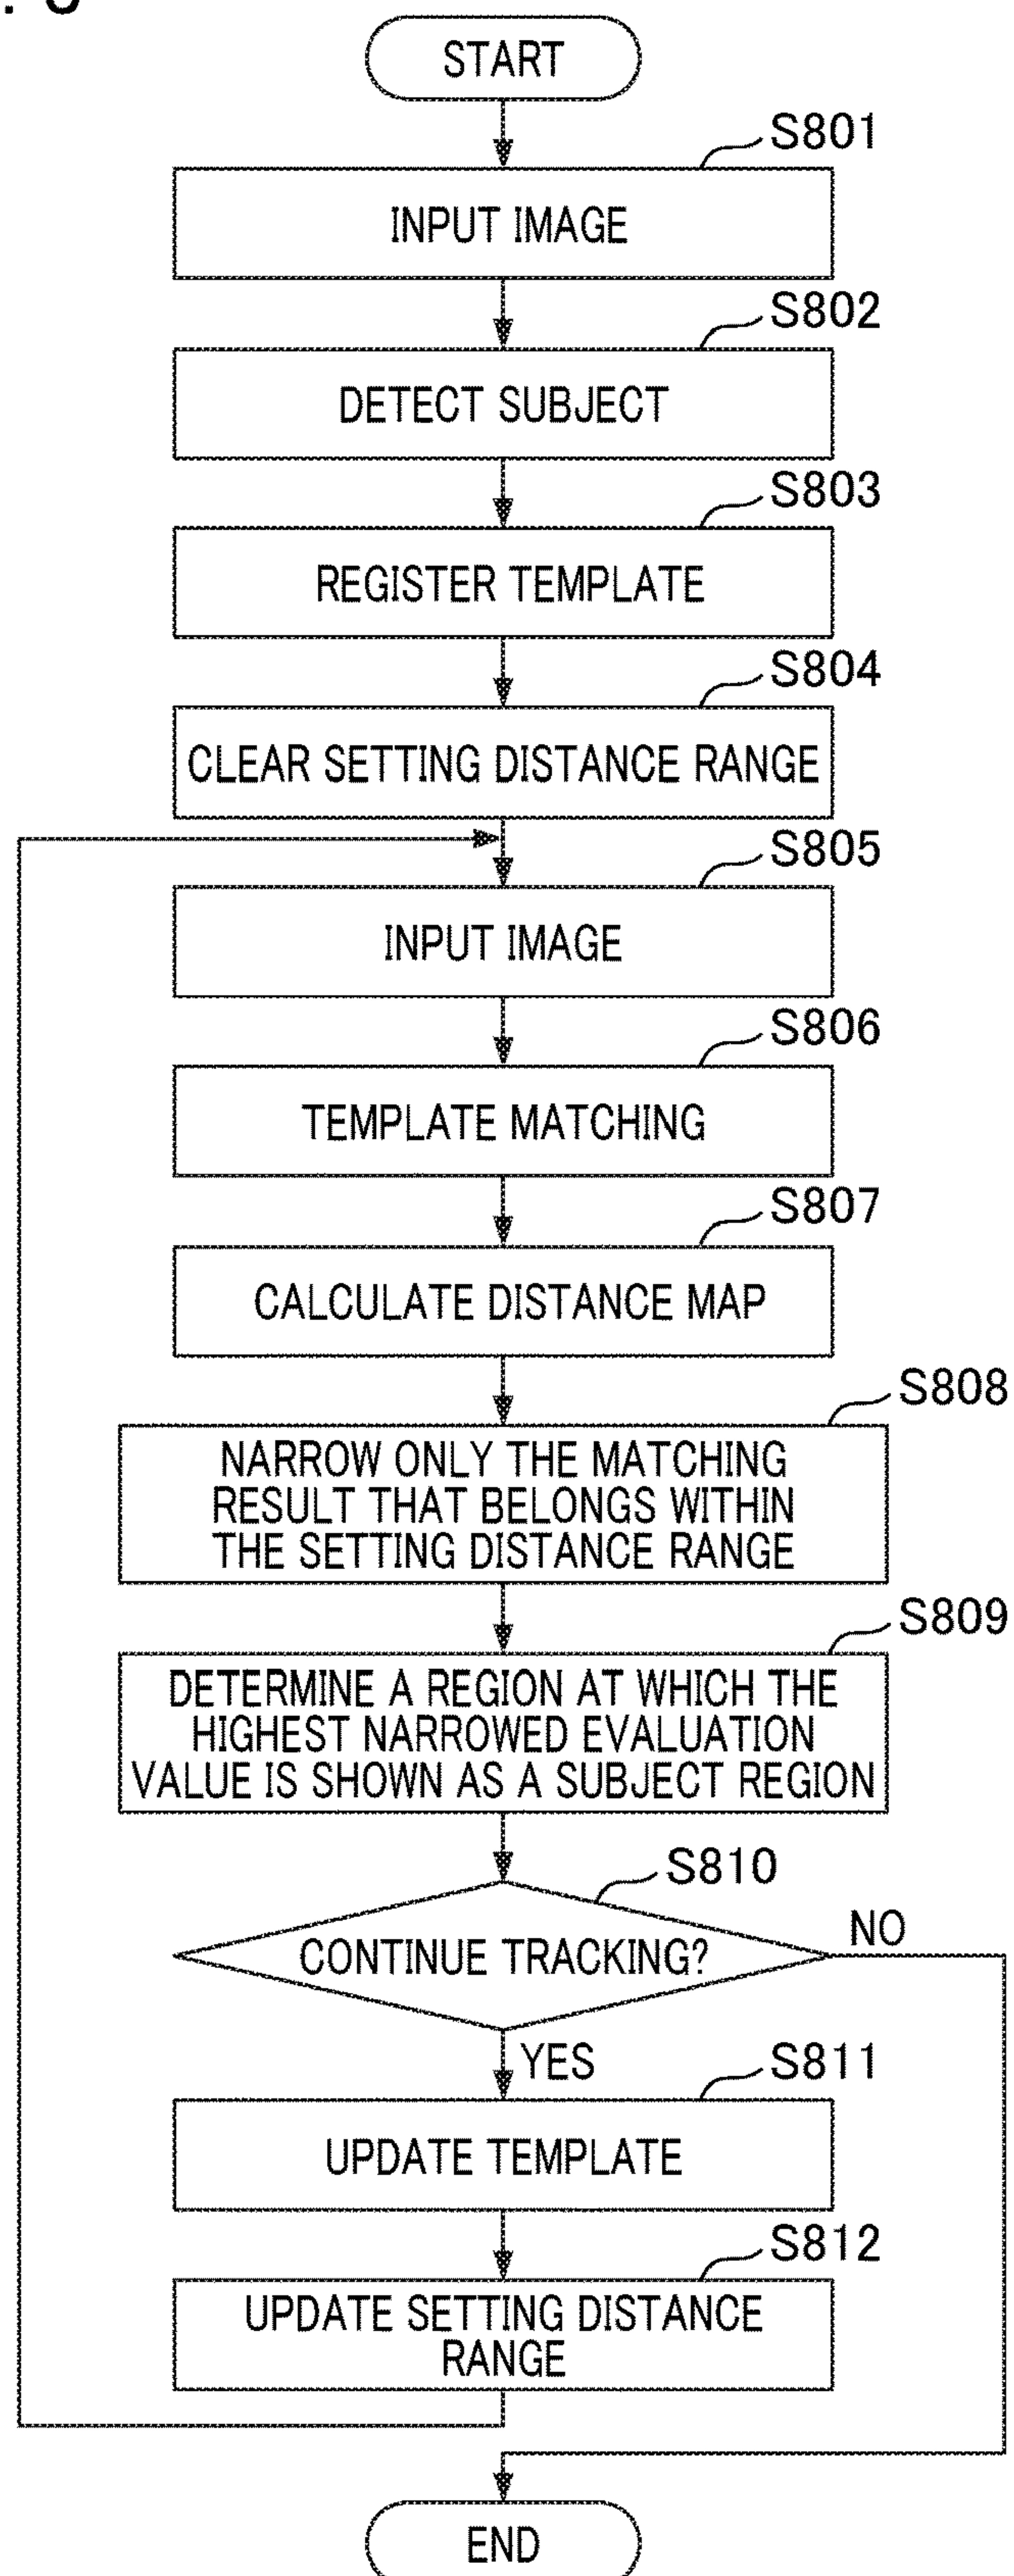 START
S801
INPUT IMAGE
S802
DETECT SUBJECT
S803
REGISTER TEMPLATE
S804
CLEAR SETTING DISTANCE RANGE
S805
INPUT IMAGE
S806
TEMPLATE MATCHING
S807
CALCULATE DISTANCE MAP
S808
NARROW ONLY THE MATCHING
RESULT THAT BELONGS WITHIN
THE SETTING DISTANCE RANGE
S809
DETERMINE A REGION AT WHICH THE
HIGHEST NARROWED EVALUATION
VALUE IS SHOWN AS A SUBJECT REGION
S810
CONTINUE TRACKING?
NO
YES
S811
UPDATE TEMPLATE
S812
UPDATE SETTING DISTANCE
RANGE
END